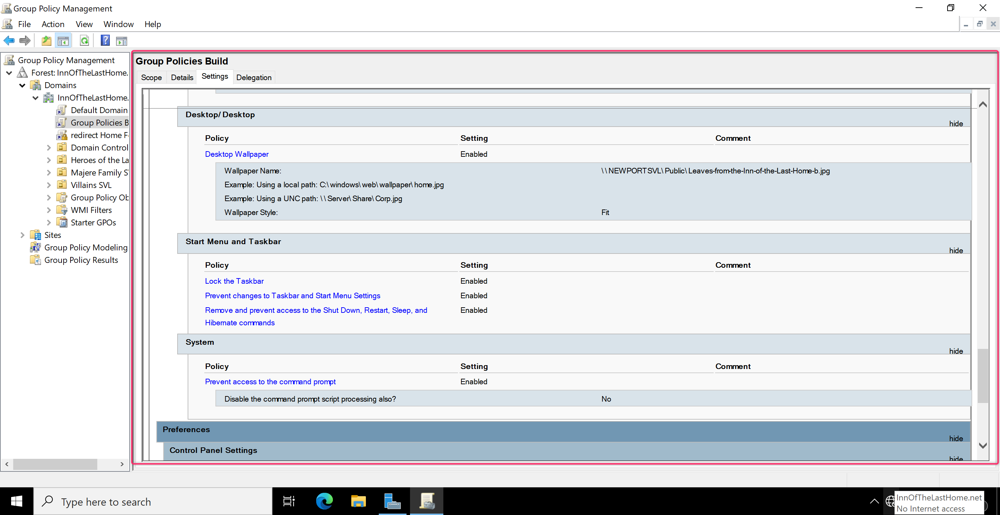 Group Policy Management
File Action View Window Help
Group Policy Management
Forest: InnOfTheLastHome.
Domains
InnOfTheLastHome.
Default Domain
Group Policies B
redirect Home F
Domain Control
Heroes of the La
Majere Family S
Villains SVL
Group Policy Ob
WMI Filters
Starter GPOs
Sites
Group Policy Modeling
Group Policy Results
Group Policies Build
Scope Details Settings Delegation
Desktop/Desktop
hide
Policy Setting Comment
Desktop Wallpaper Enabled
Wallpaper Name: \\NEWPORTSVL\Public\Leaves-from-the-Inn-of-the-Last-Home-b.jpg
Example: Using a local path: C:\windows\web\wallpaper\home.jpg
Example: Using a UNC path: \\Server\Share\Corp.jpg
Wallpaper Style: Fit
Start Menu and Taskbar
hide
Policy Setting Comment
Lock the Taskbar Enabled
Prevent changes to Taskbar and Start Menu Settings Enabled
Remove and prevent access to the Shut Down, Restart, Sleep, and Enabled
Hibernate commands
System
hide
Policy Setting Comment
Prevent access to the command prompt Enabled
Disable the command prompt script processing also? No
Preferences
hide
Control Panel Settings
hide
Type here to search
InnOfTheLastHome.net
No Internet access